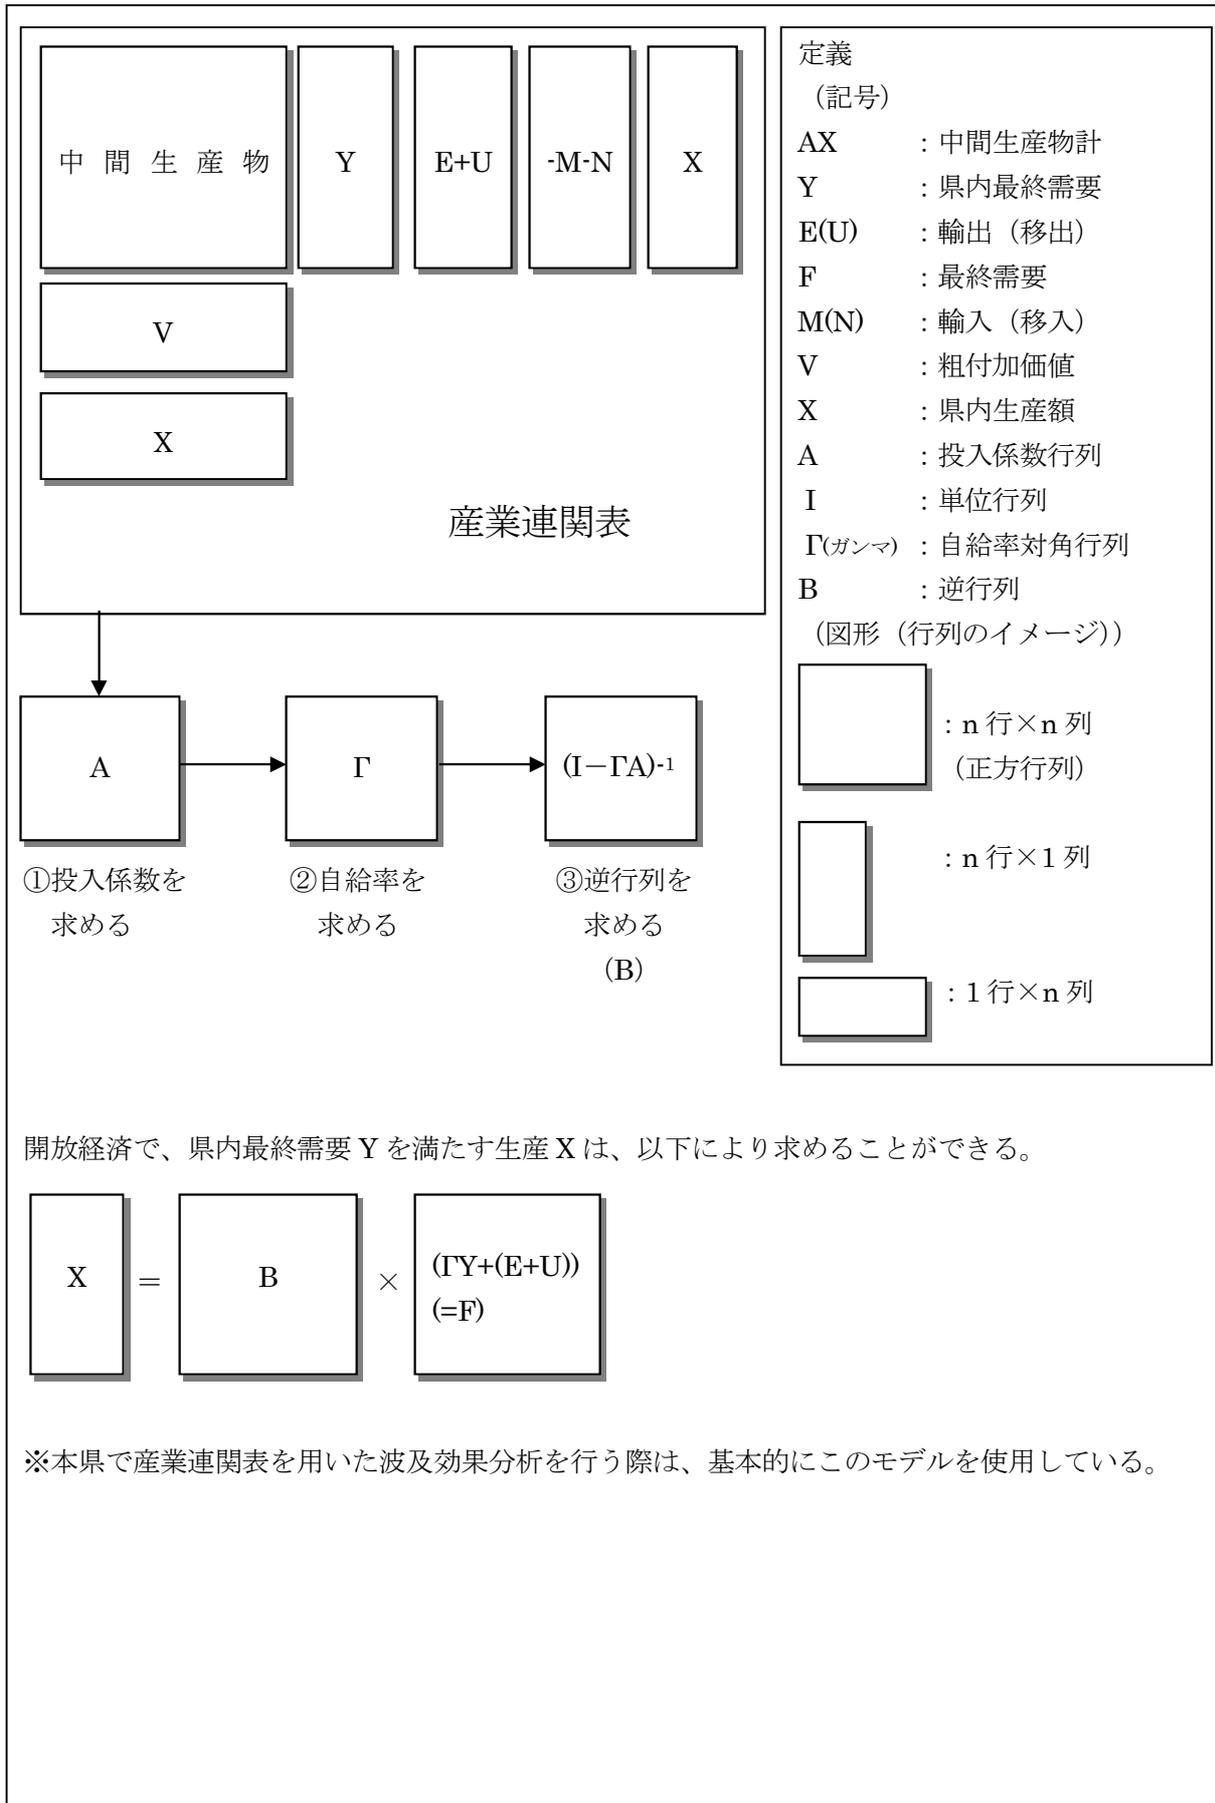 中間生産物
Y
E+U
-M-N
X
V
X
産業連関表
A
Γ
(I－ΓA)-1
①投入係数を
求める
②自給率を
求める
③逆行列を
求める
(B)
定義
（記号）
AX ：中間生産物計
Y ：県内最終需要
E(U) ：輸出（移出）
F ：最終需要
M(N) ：輸入（移入）
V ：粗付加価値
X ：県内生産額
A ：投入係数行列
I ：単位行列
Γ(ガンマ) ：自給率対角行列
B ：逆行列
（図形（行列のイメージ））
：n 行×n 列
（正方行列）
：n 行×1 列
：1 行×n 列
開放経済で、県内最終需要 Y を満たす生産 X は、以下により求めることができる。
X ＝ B × (ΓY+(E+U))
(=F)
※本県で産業連関表を用いた波及効果分析を行う際は、基本的にこのモデルを使用している。